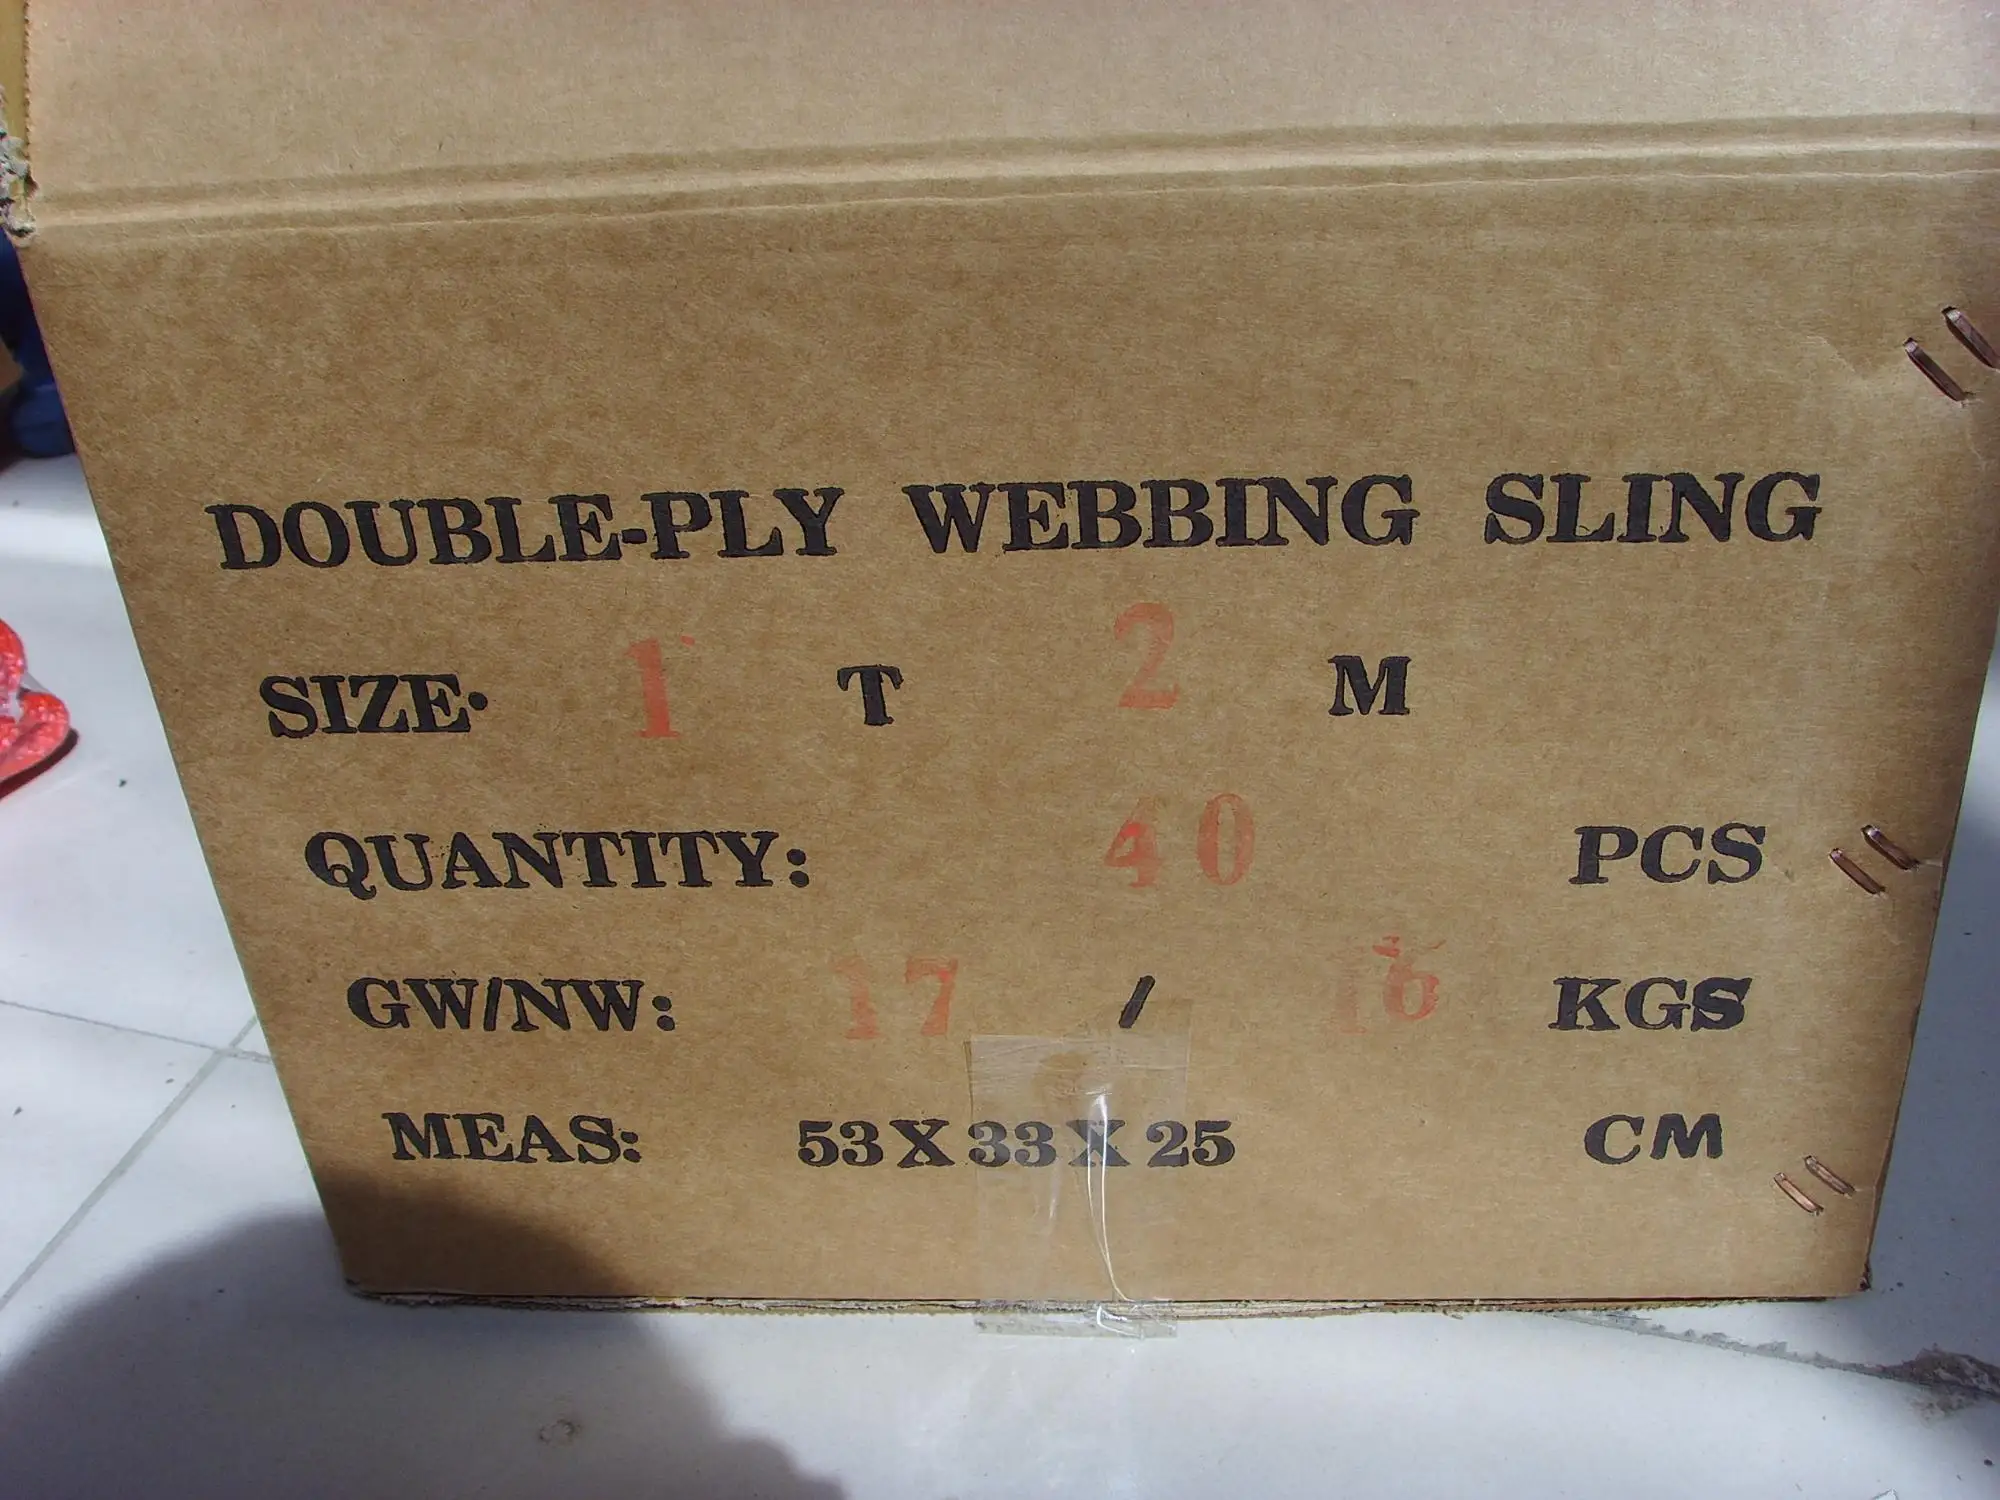 DOUBLE-PLY WEBBING SLING
SIZE· 1 T 2 M
QUANTITY: 40 PCS
GW/NW: 17 / 16 KGS
MEAS: 53X33X25 CM